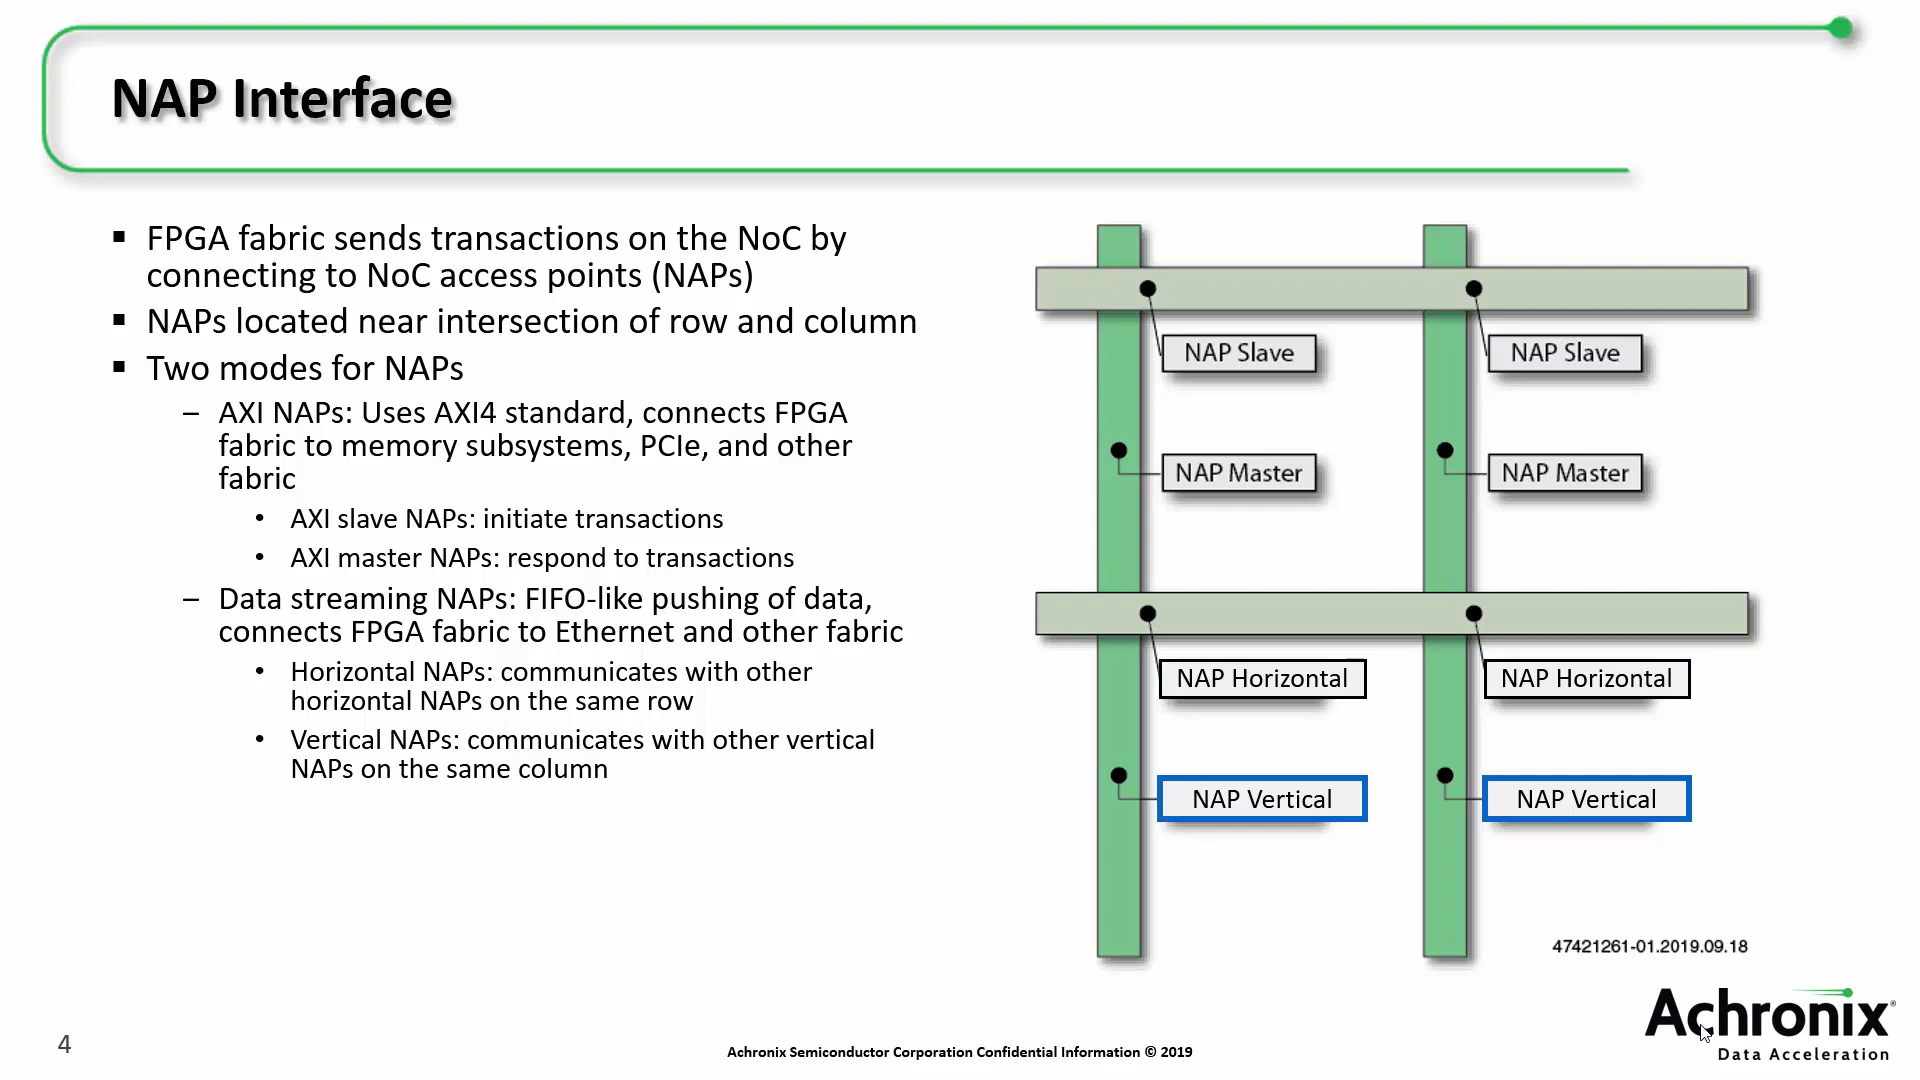 NAP Interface
▪ FPGA fabric sends transactions on the NoC by
connecting to NoC access points (NAPs)
▪ NAPs located near intersection of row and column
▪ Two modes for NAPs
– AXI NAPs: Uses AXI4 standard, connects FPGA
fabric to memory subsystems, PCIe, and other
fabric
• AXI slave NAPs: initiate transactions
• AXI master NAPs: respond to transactions
– Data streaming NAPs: FIFO-like pushing of data,
connects FPGA fabric to Ethernet and other fabric
• Horizontal NAPs: communicates with other
horizontal NAPs on the same row
• Vertical NAPs: communicates with other vertical
NAPs on the same column
NAP Slave
NAP Slave
NAP Master
NAP Master
NAP Horizontal
NAP Horizontal
NAP Vertical
NAP Vertical
47421261-01.2019.09.18
Achronix®
Data Acceleration
4
Achronix Semiconductor Corporation Confidential Information © 2019